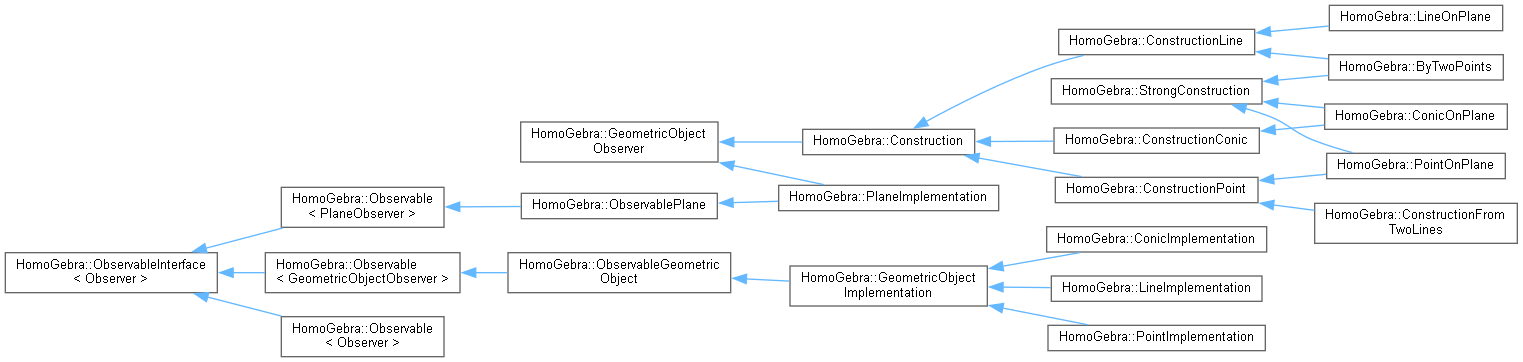 HomoGebra::LineOnPlane
HomoGebra::ConstructionLine
HomoGebra::ByTwoPoints
HomoGebra::StrongConstruction
HomoGebra::ConicOnPlane
HomoGebra::GeometricObject
Observer
HomoGebra::Construction
HomoGebra::ConstructionConic
HomoGebra::PointOnPlane
HomoGebra::ConstructionPoint
HomoGebra::Observable
< PlaneObserver >
HomoGebra::ObservablePlane
HomoGebra::PlaneImplementation
HomoGebra::ConstructionFrom
TwoLines
HomoGebra::ConicImplementation
HomoGebra::ObservableInterface
< Observer >
HomoGebra::Observable
< GeometricObjectObserver >
HomoGebra::ObservableGeometric
Object
HomoGebra::GeometricObject
Implementation
HomoGebra::LineImplementation
HomoGebra::Observable
< Observer >
HomoGebra::PointImplementation